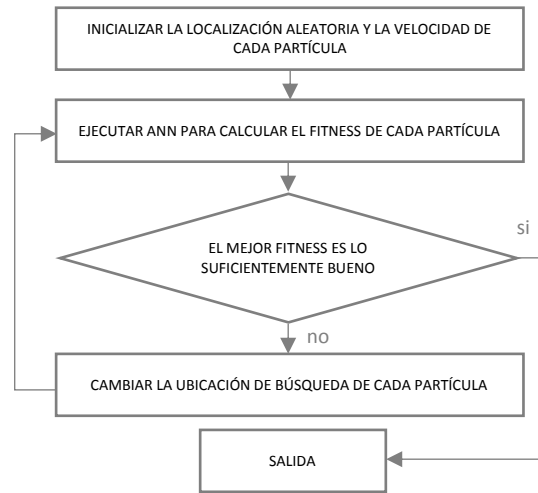 INICIALIZAR LA LOCALIZACIÓN ALEATORIA Y LA VELOCIDAD DE
CADA PARTÍCULA
EJECUTAR ANN PARA CALCULAR EL FITNESS DE CADA PARTÍCULA
EL MEJOR FITNESS ES LO
SUFICIENTEMENTE BUENO
si
no
CAMBIAR LA UBICACIÓN DE BÚSQUEDA DE CADA PARTÍCULA
SALIDA